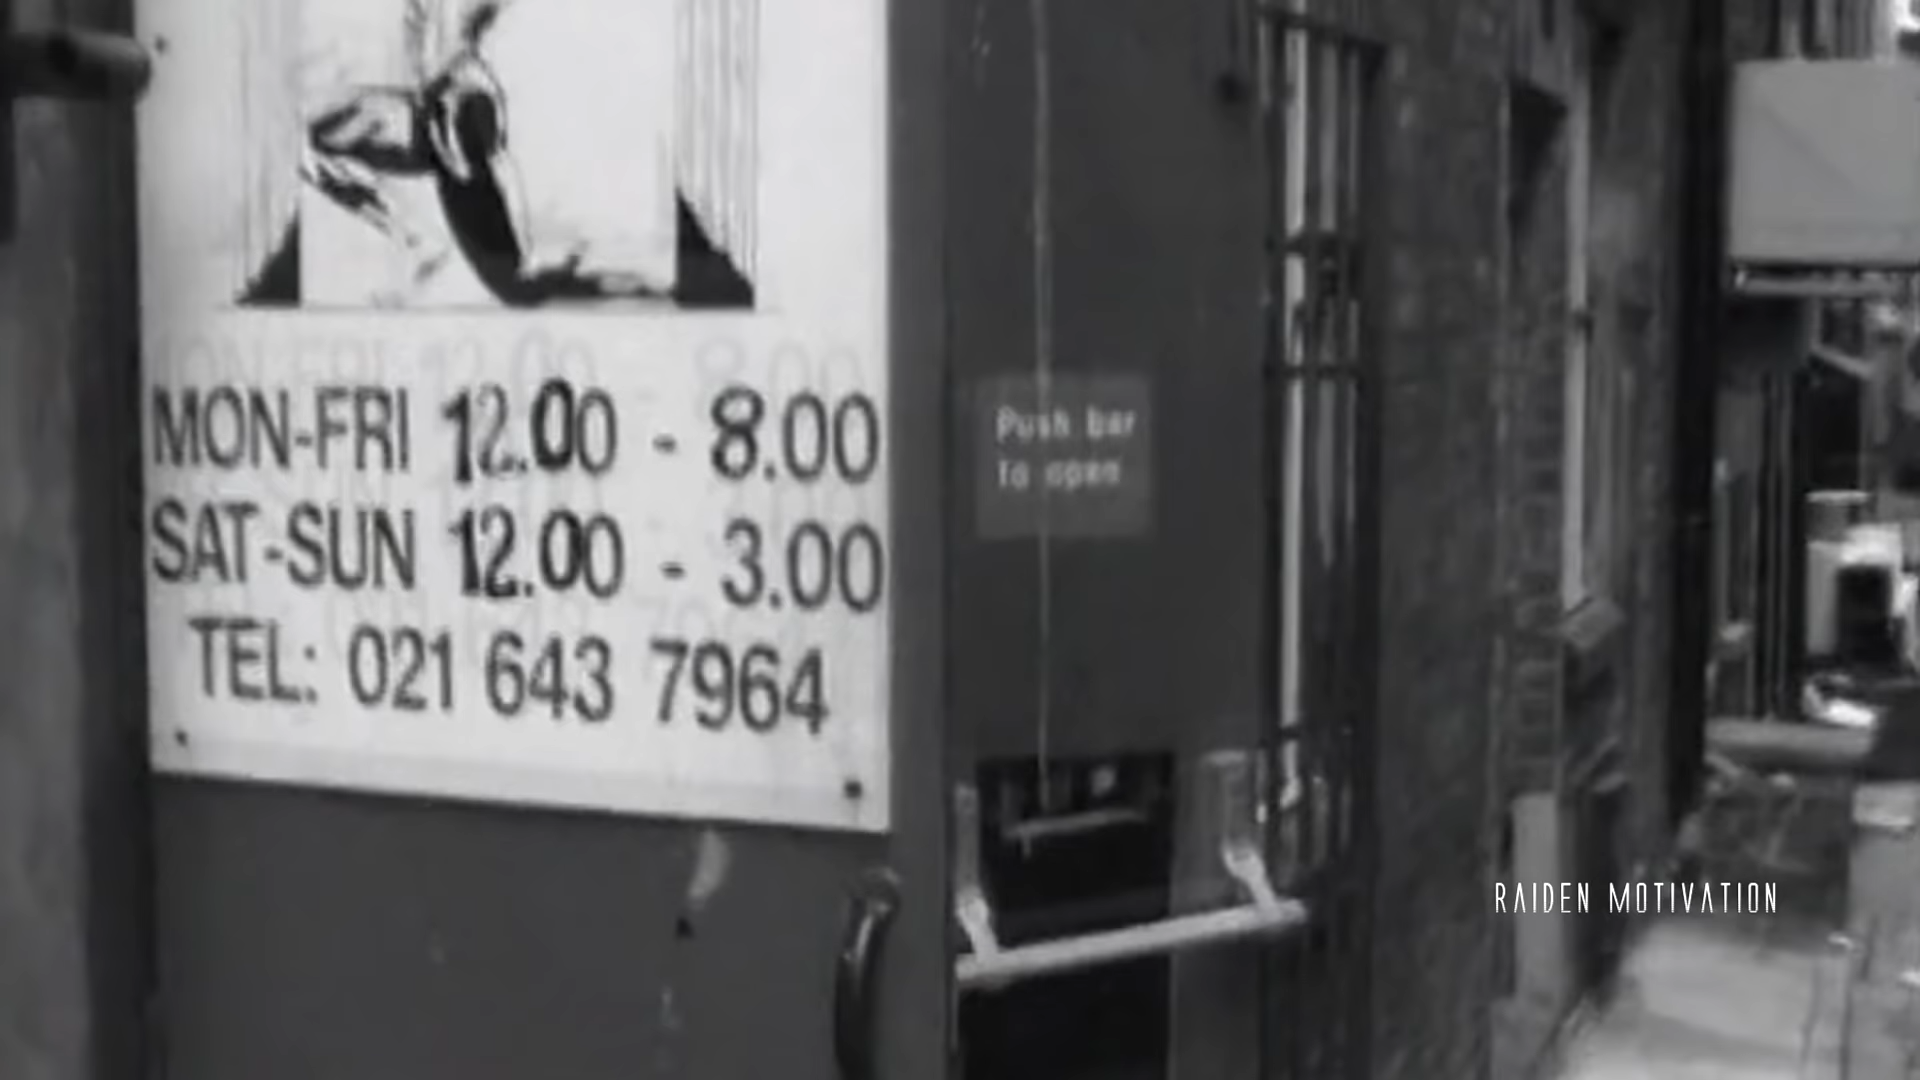 MON-FRI 12.00 - 8.00
SAT-SUN 12.00 - 3.00
TEL: 021 643 7964
Push bar
to open
RAIDEN MOTIVATION